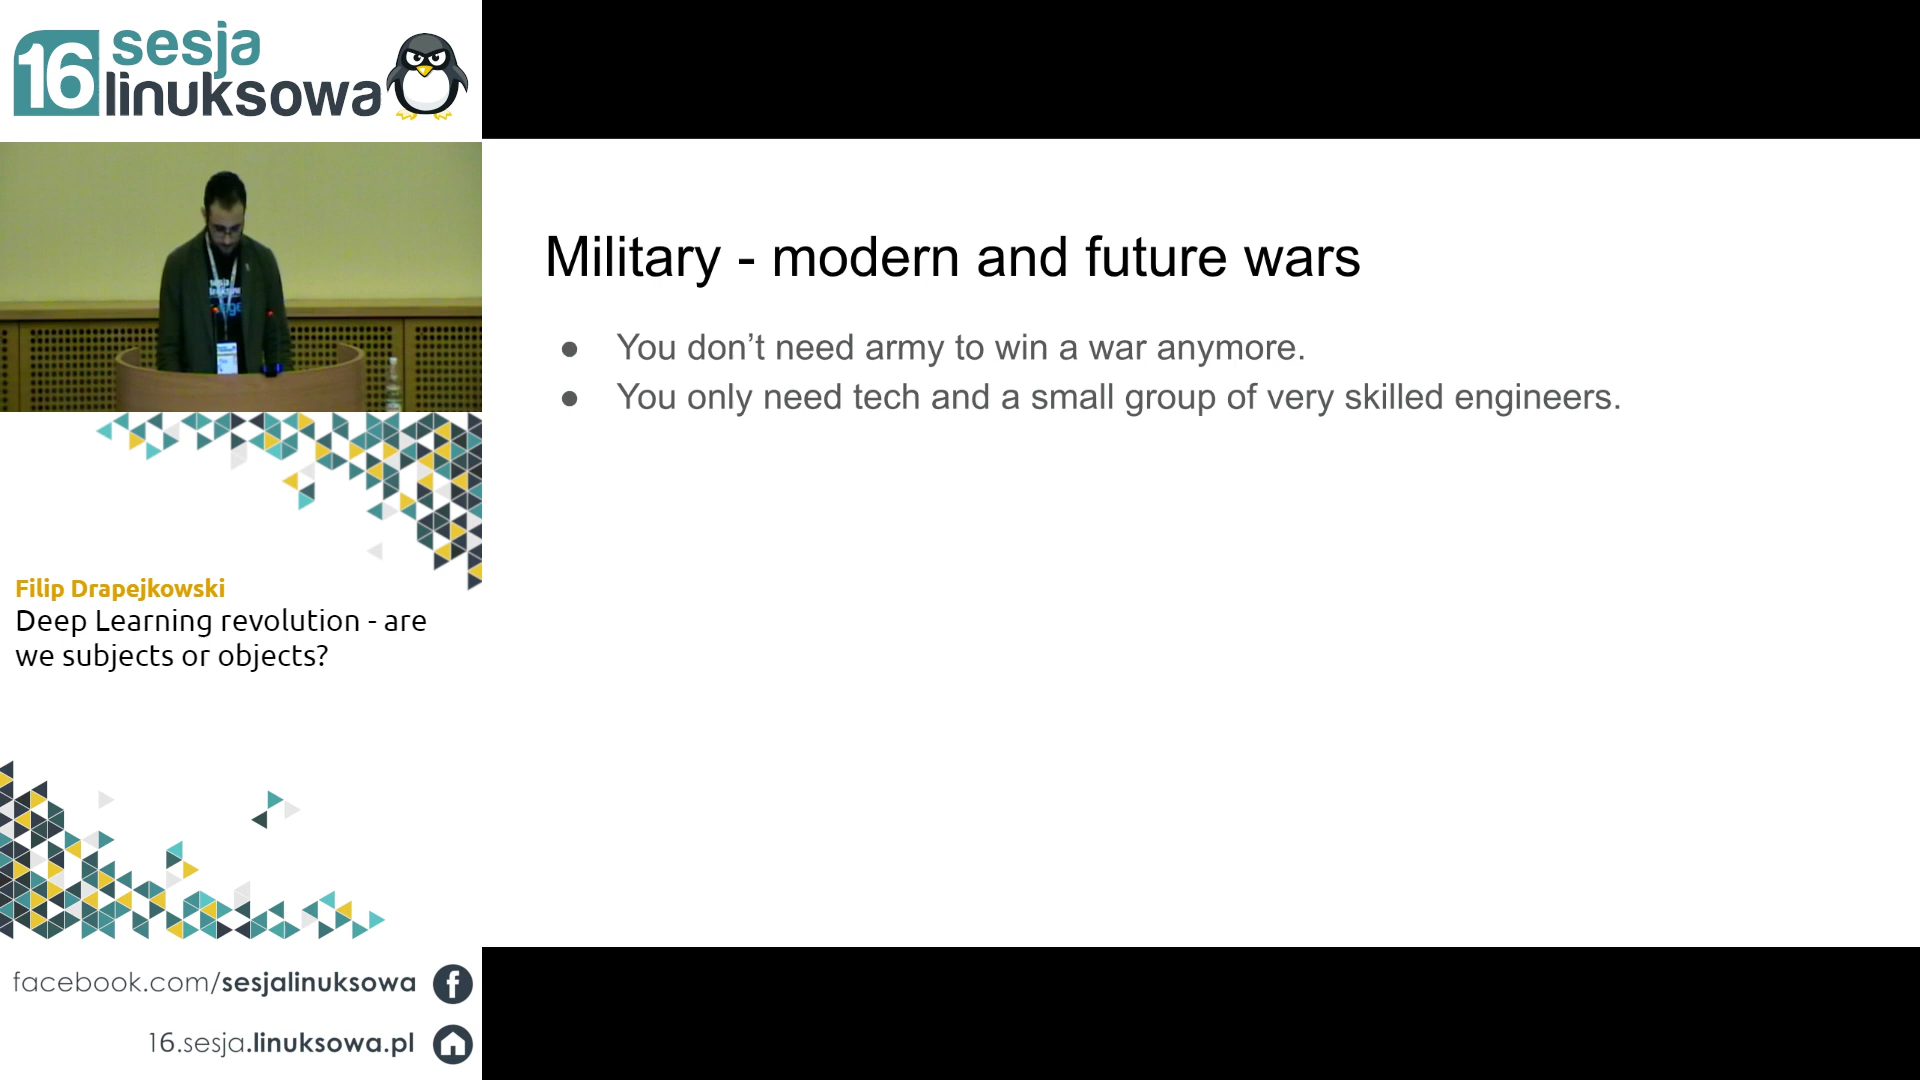 16 sesja
linuksowa
Filip Drapejkowski
Deep Learning revolution - are
we subjects or objects?
facebook.com/sesjalinuksowa
16.sesja.linuksowa.pl
Military - modern and future wars
● You don’t need army to win a war anymore.
● You only need tech and a small group of very skilled engineers.